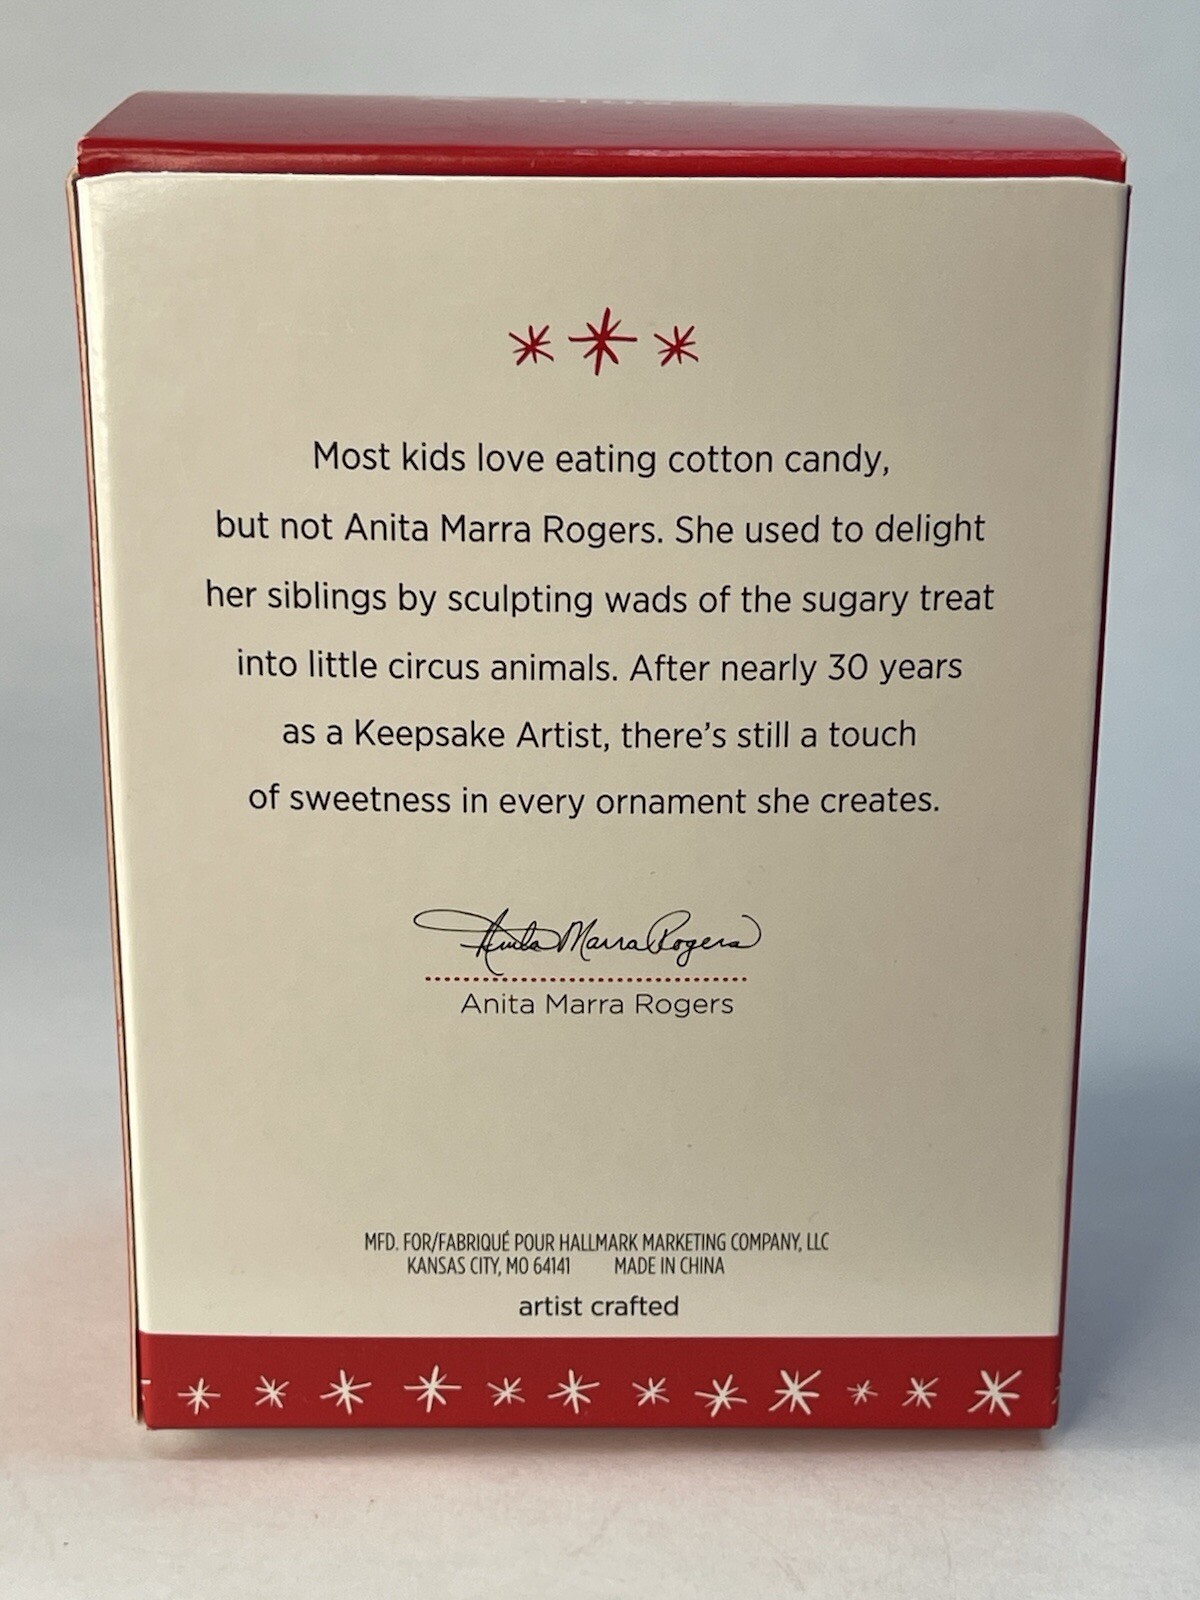 Most kids love eating cotton candy,
but not Anita Marra Rogers. She used to delight
her siblings by sculpting wads of the sugary treat
into little circus animals. After nearly 30 years
as a Keepsake Artist, there's still a touch
of sweetness in every ornament she creates.
Anita Marra Rogers
Anita Marra Rogers
MFD. FOR/FABRIQUÉ POUR HALLMARK MARKETING COMPANY, LLC
KANSAS CITY, MO 64141 MADE IN CHINA
artist crafted